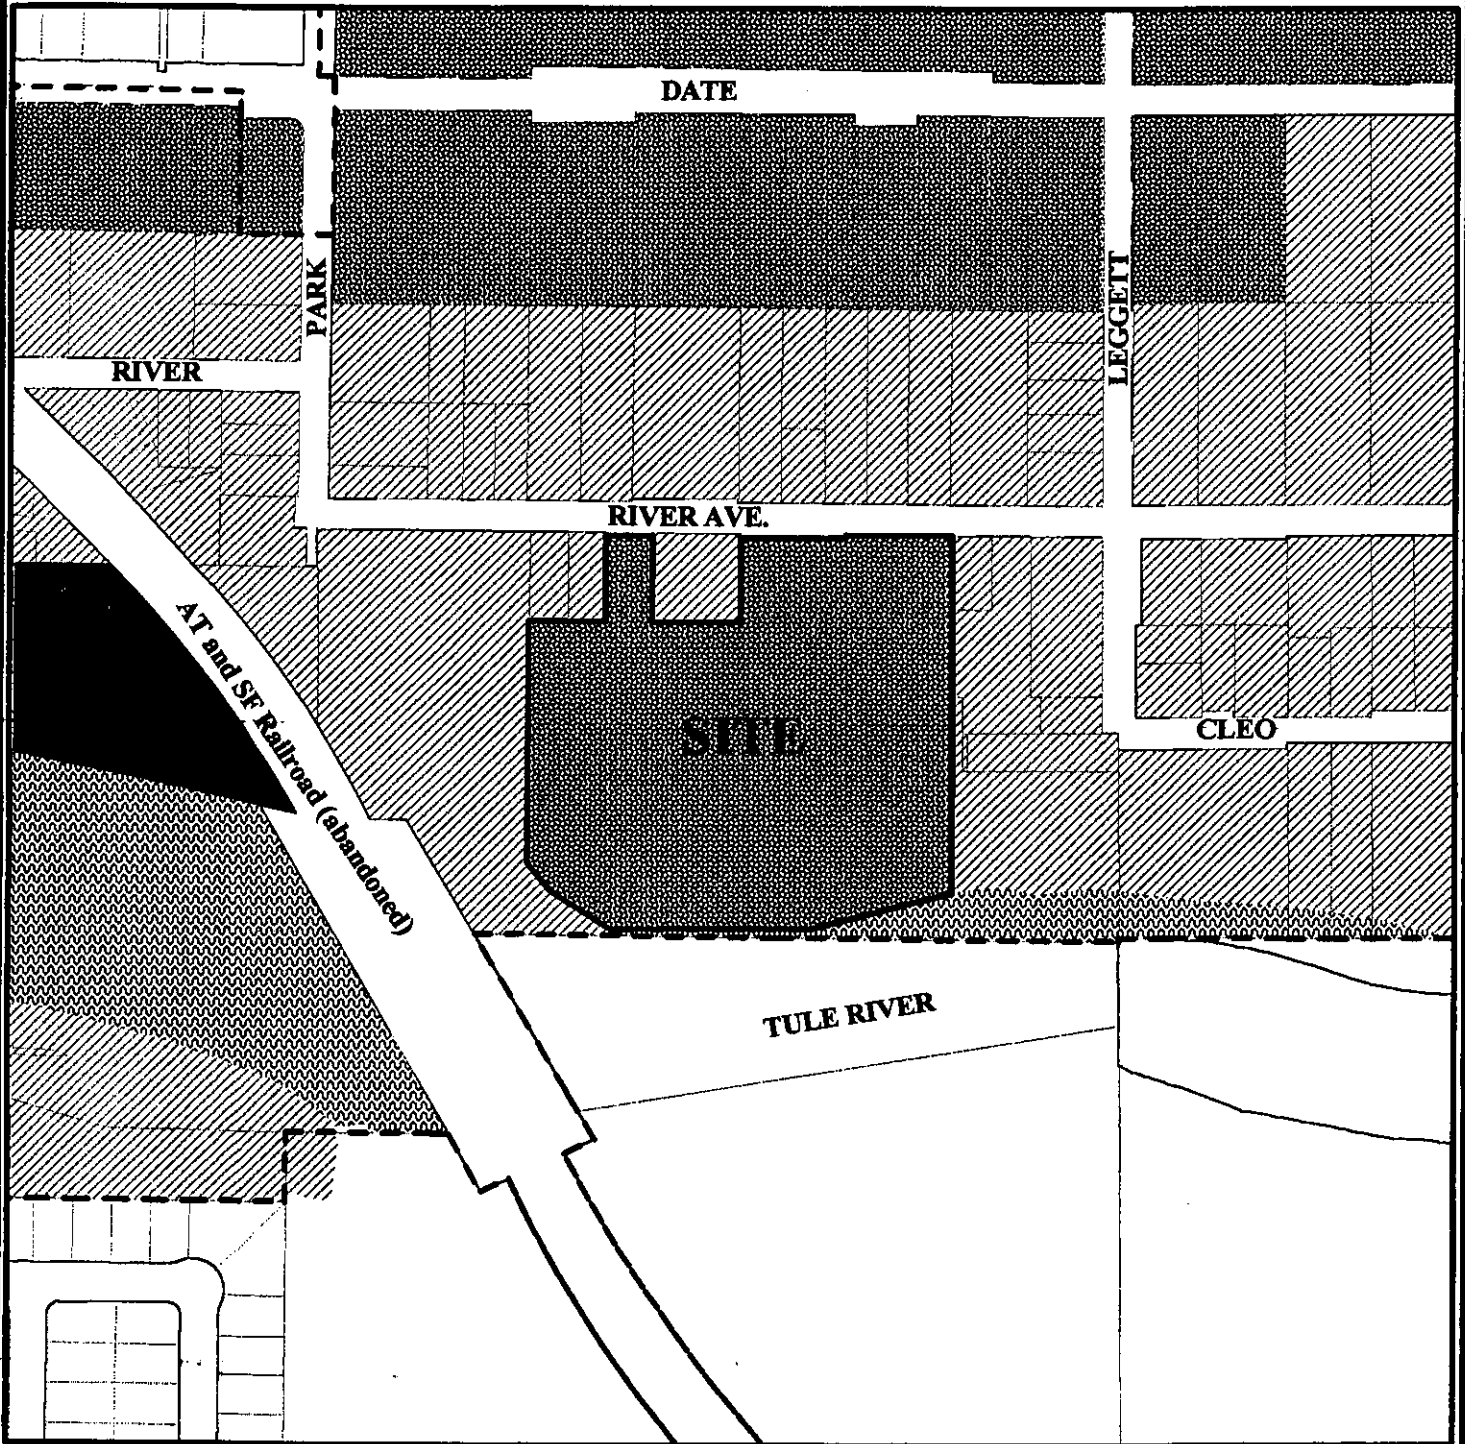 DATE
PARK
LEGGETT
RIVER
RIVER AVE.
AT and SF Railroad (abandoned)
SITE
CLEO
TULE RIVER